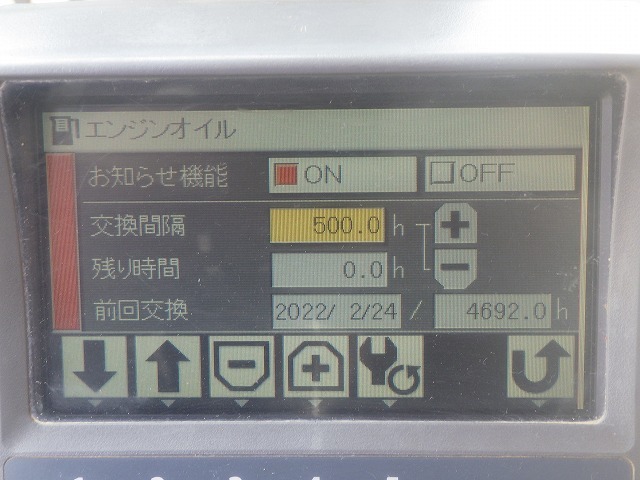 エンジンオイル
お知らせ機能 ON OFF
交換間隔 500.0 h
残り時間 0.0 h
前回交換 2022/ 2/24 / 4692.0 h